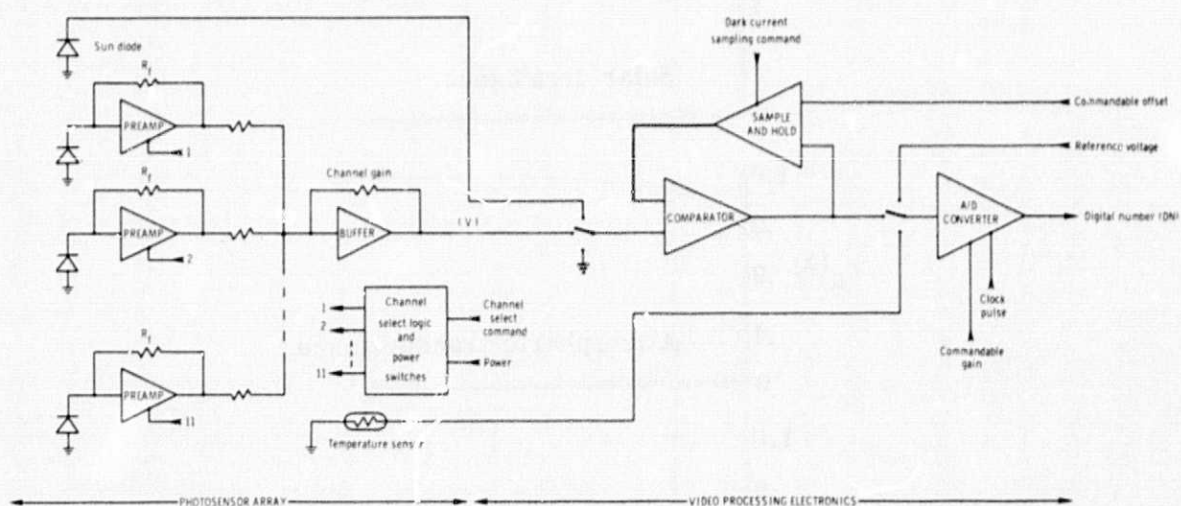 Sun diode
Rf
PREAMP
1
Rf
PREAMP
2
Rf
PREAMP
11
Channel gain
BUFFER
(V)
1
2
11
Channel
select logic
and
power
switches
Channel
select
command
Power
Temperature sensor
Dark current
sampling command
SAMPLE
AND HOLD
COMPARATOR
Commandable offset
Reference voltage
A/D
CONVERTER
Digital number (DN)
Clock
pulse
Commandable
gain
PHOTOSENSOR ARRAY
VIDEO PROCESSING ELECTRONICS